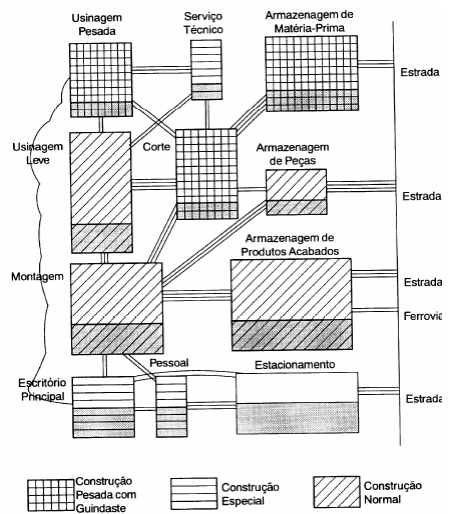 Usinagem
Pesada
Serviço
Técnico
Armazenagem de
Matéria-Prima
Estrada
Usinagem
Leve
Corte
Armazenagem
de Peças
Estrada
Montagem
Armazenagem de
Produtos Acabados
Estrada
Ferrovia
Escritório
Principal
Pessoal
Estacionamento
Estrada
Construção
Pesada com
Guindaste
Construção
Especial
Construção
Normal